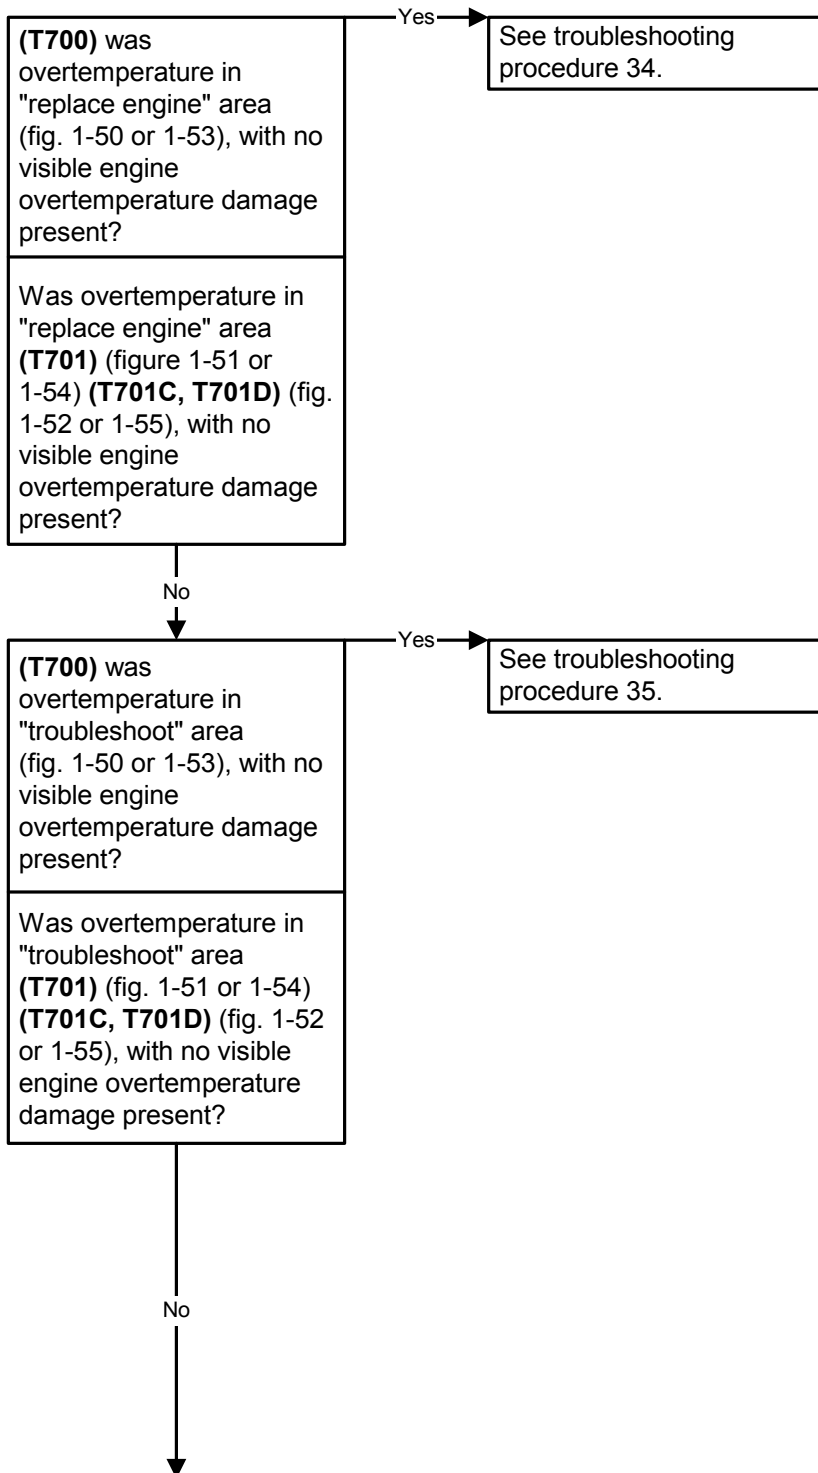 (T700) was
overtemperature in
"replace engine" area
(fig. 1-50 or 1-53), with no
visible engine
overtemperature damage
present?
Yes
See troubleshooting
procedure 34.
Was overtemperature in
"replace engine" area
(T701) (figure 1-51 or
1-54) (T701C, T701D) (fig.
1-52 or 1-55), with no
visible engine
overtemperature damage
present?
No
(T700) was
overtemperature in
"troubleshoot" area
(fig. 1-50 or 1-53), with no
visible engine
overtemperature damage
present?
Yes
See troubleshooting
procedure 35.
Was overtemperature in
"troubleshoot" area
(T701) (fig. 1-51 or 1-54)
(T701C, T701D) (fig. 1-52
or 1-55), with no visible
engine overtemperature
damage present?
No